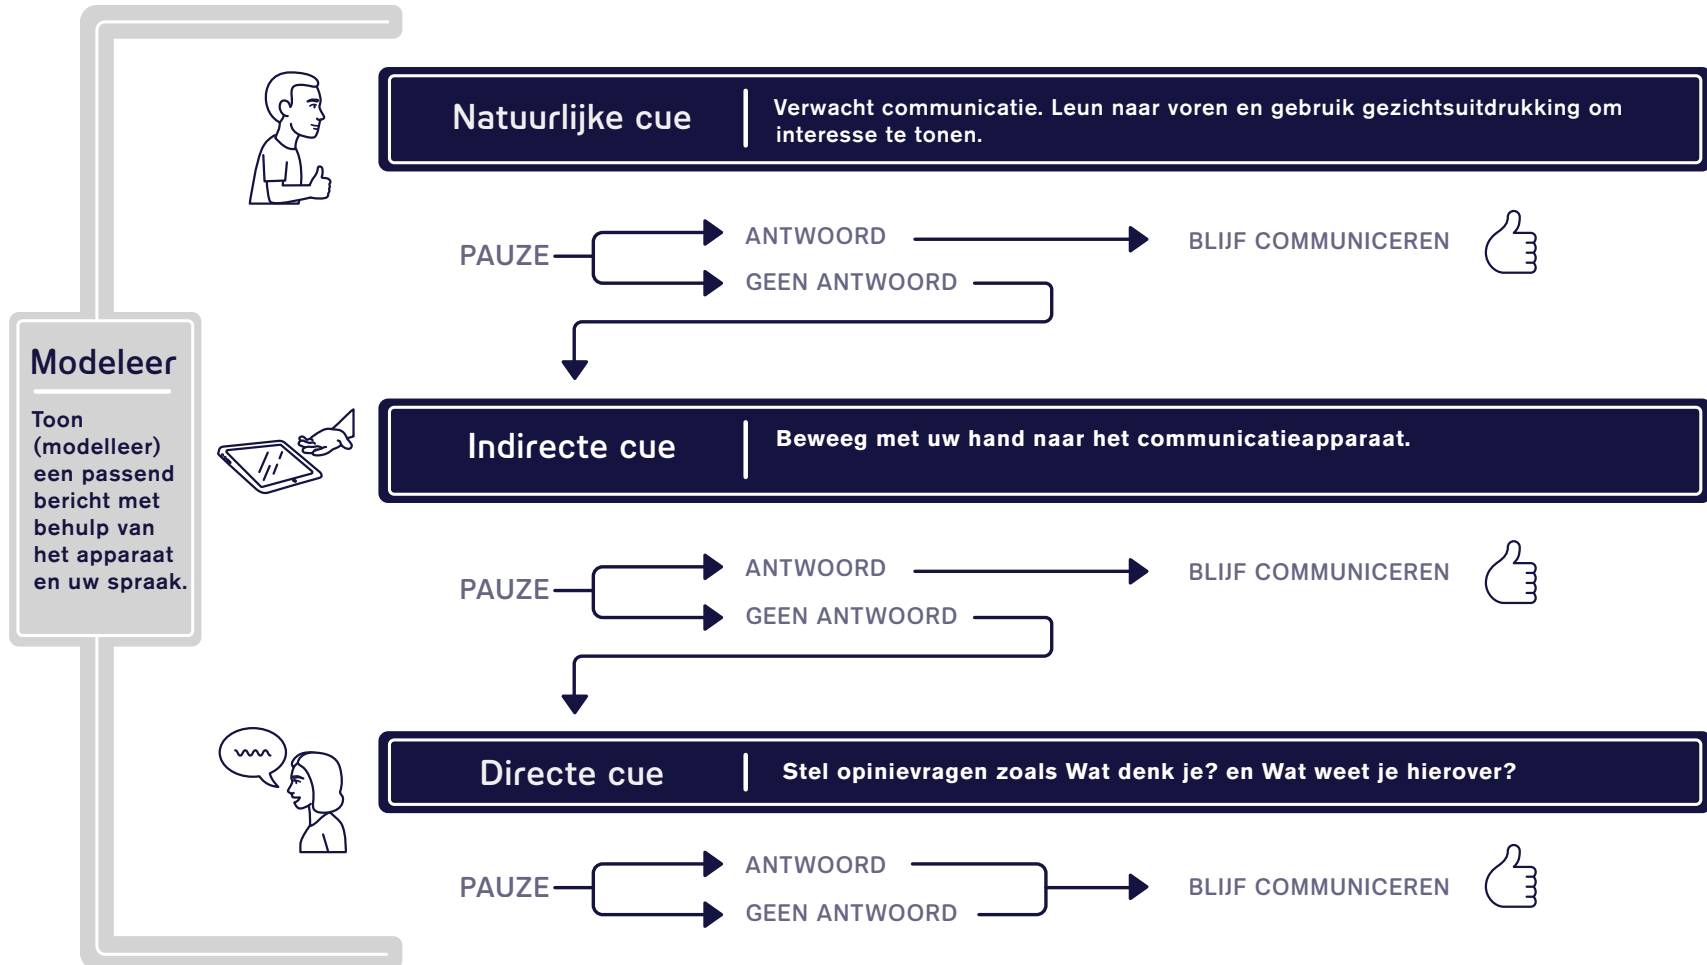 Modeleer
Toon
(modelleer)
een passend
bericht met
behulp van
het apparaat
en uw spraak.
Natuurlijke cue
Verwacht communicatie. Leun naar voren en gebruik gezichtsuitdrukking om
interesse te tonen.
PAUZE
ANTWOORD
BLIJF COMMUNICEREN
GEEN ANTWOORD
Indirecte cue
Beweeg met uw hand naar het communicatieapparaat.
PAUZE
ANTWOORD
BLIJF COMMUNICEREN
GEEN ANTWOORD
Directe cue
Stel opinievragen zoals Wat denk je? en Wat weet je hierover?
PAUZE
ANTWOORD
BLIJF COMMUNICEREN
GEEN ANTWOORD